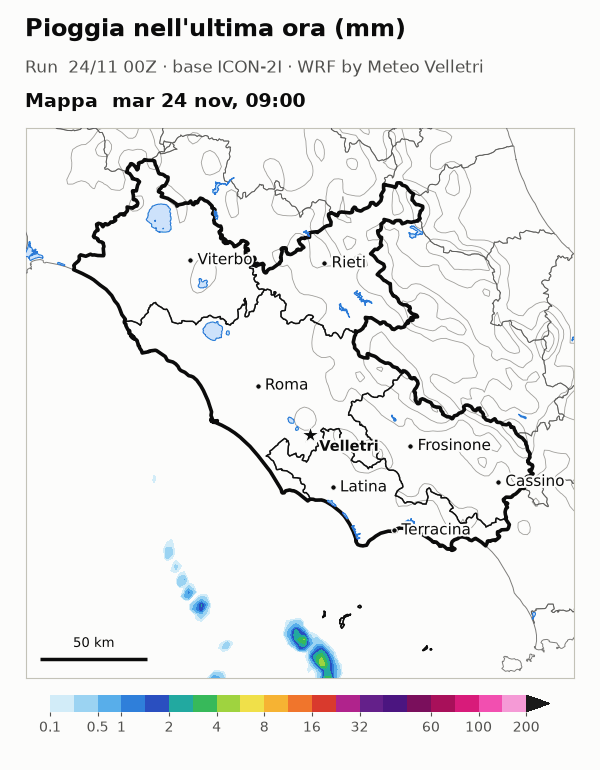 Pioggia nell'ultima ora (mm)
Run  24/11 00Z · base ICON-2I · WRF by Meteo Velletri
Mappa  mar 24 nov, 09:00
Viterbo
Rieti
Roma
Velletri
Frosinone
Cassino
Latina
Terracina
50 km
0.1 0.5 1 2 4 8 16 32 60 100 200